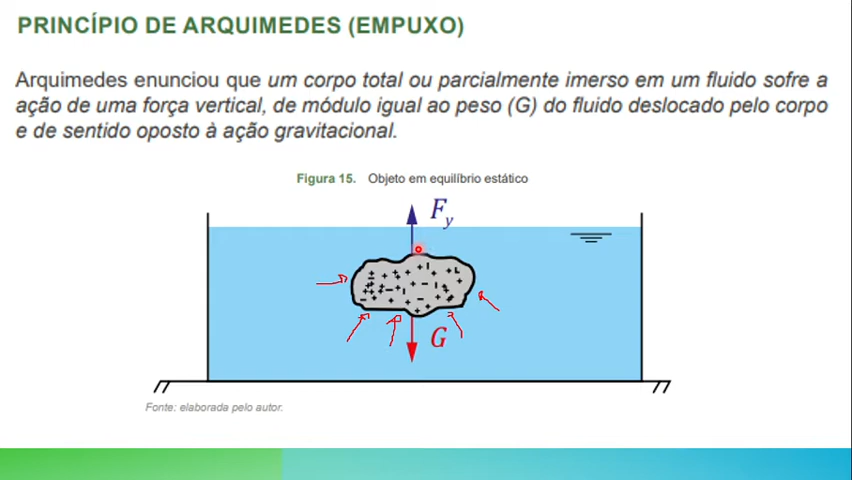 PRINCÍPIO DE ARQUIMEDES (EMPUXO)
Arquimedes enunciou que um corpo total ou parcialmente imerso em um fluido sofre a
ação de uma força vertical, de módulo igual ao peso (G) do fluido deslocado pelo corpo
e de sentido oposto à ação gravitacional.
Figura 15. Objeto em equilíbrio estático
Fy
G
Fonte: elaborada pelo autor.